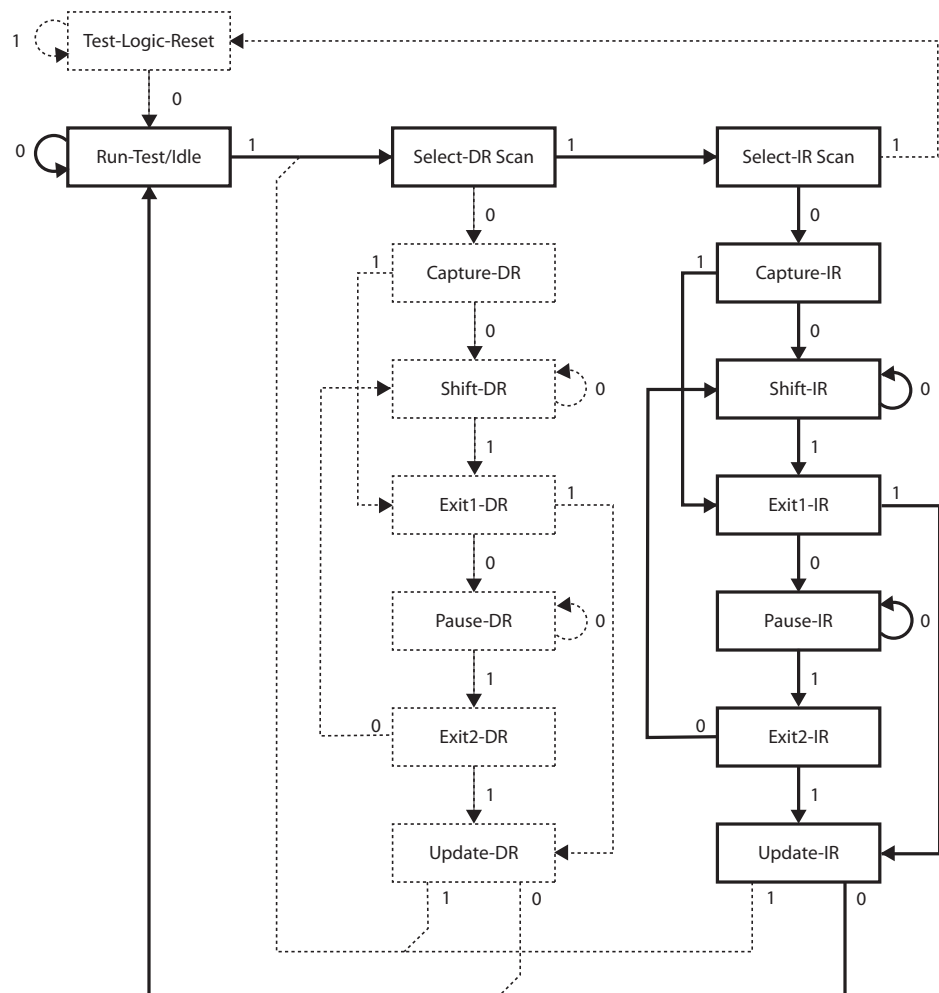 1
Test-Logic-Reset
0
0
Run-Test/Idle
1
Select-DR Scan
1
Select-IR Scan
1
0
0
1
Capture-DR
1
Capture-IR
0
0
Shift-DR
0
Shift-IR
0
1
1
Exit1-DR
1
Exit1-IR
1
0
0
Pause-DR
0
Pause-IR
0
1
1
0
Exit2-DR
0
Exit2-IR
1
1
Update-DR
Update-IR
1
0
1
0